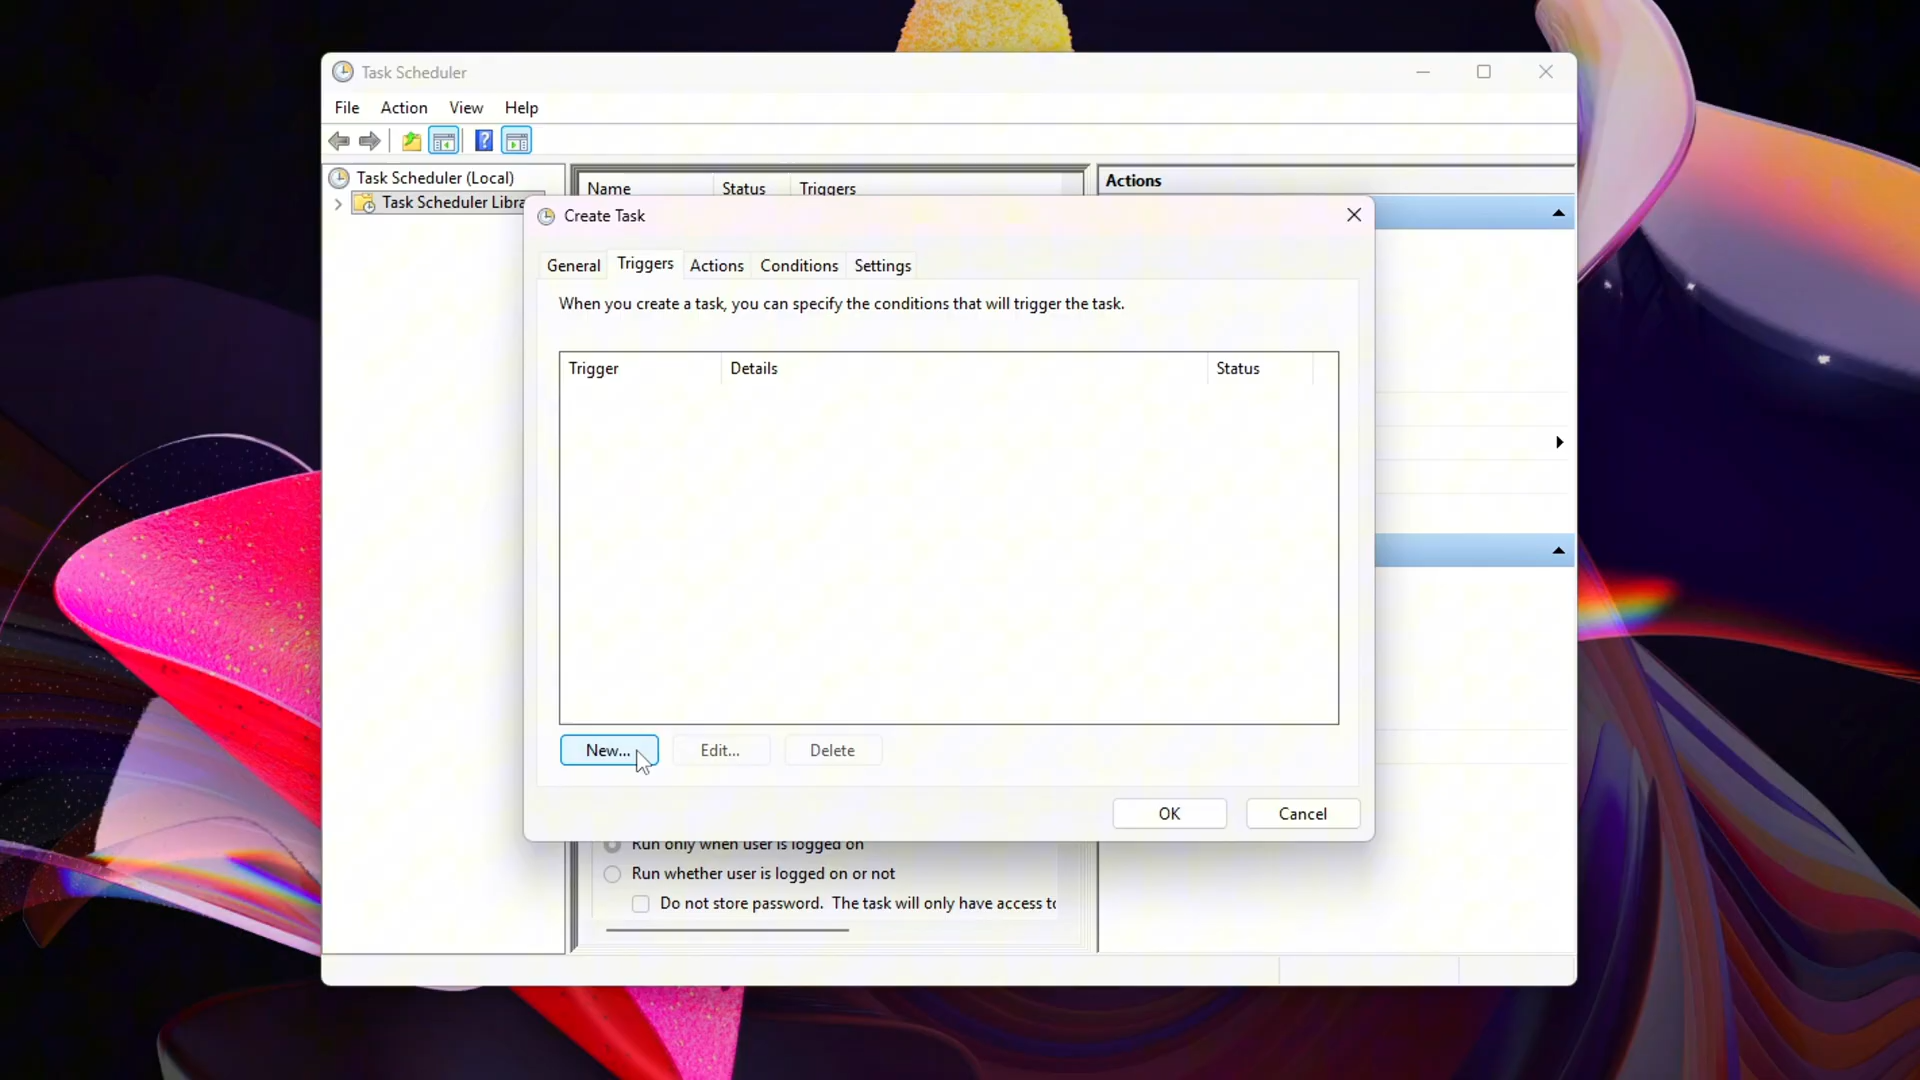 Task Scheduler
File Action View Help
Task Scheduler (Local)
Task Scheduler Libra
Name Status Triggers
Actions
Create Task
General Triggers Actions Conditions Settings
When you create a task, you can specify the conditions that will trigger the task.
Trigger Details Status
New... Edit... Delete
OK Cancel
Run only when user is logged on
Run whether user is logged on or not
Do not store password. The task will only have access to